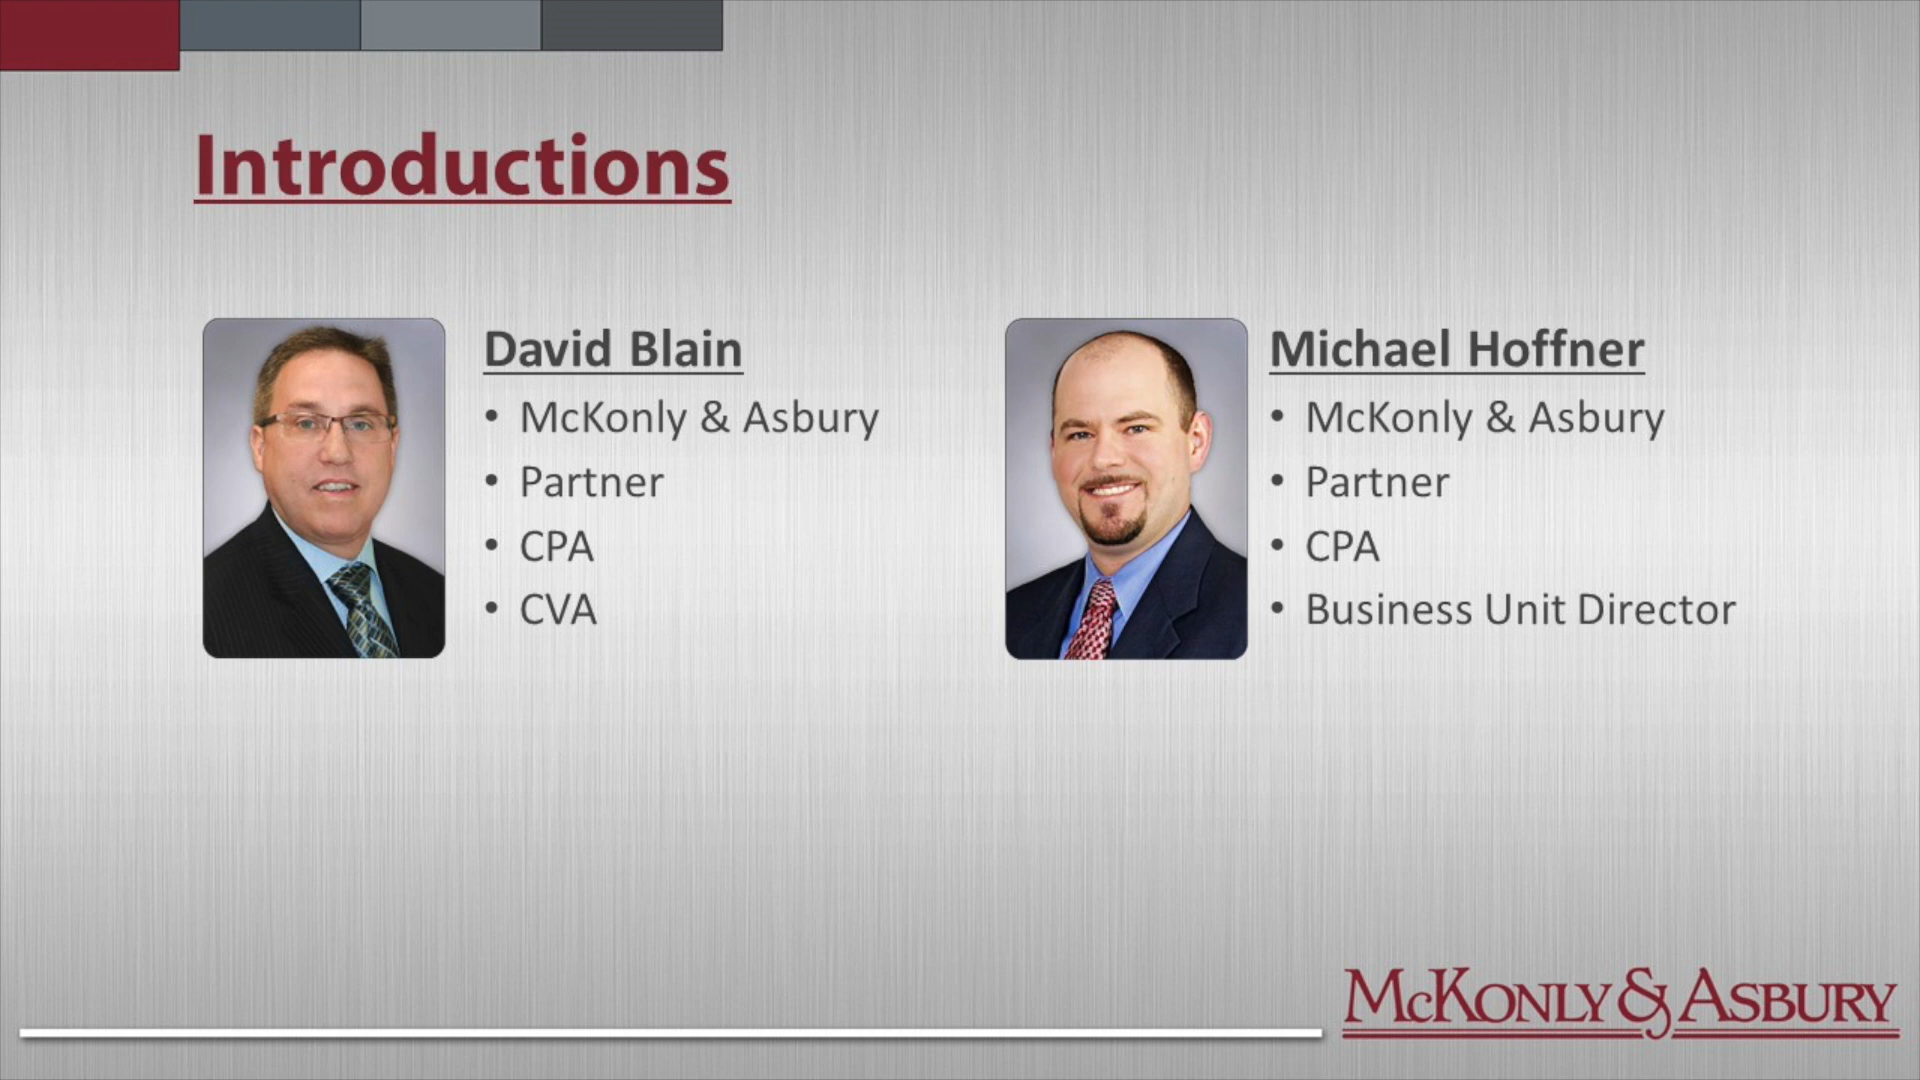 Introductions
David Blain
• McKonly & Asbury
• Partner
• CPA
• CVA
Michael Hoffner
• McKonly & Asbury
• Partner
• CPA
• Business Unit Director
McKonly & Asbury